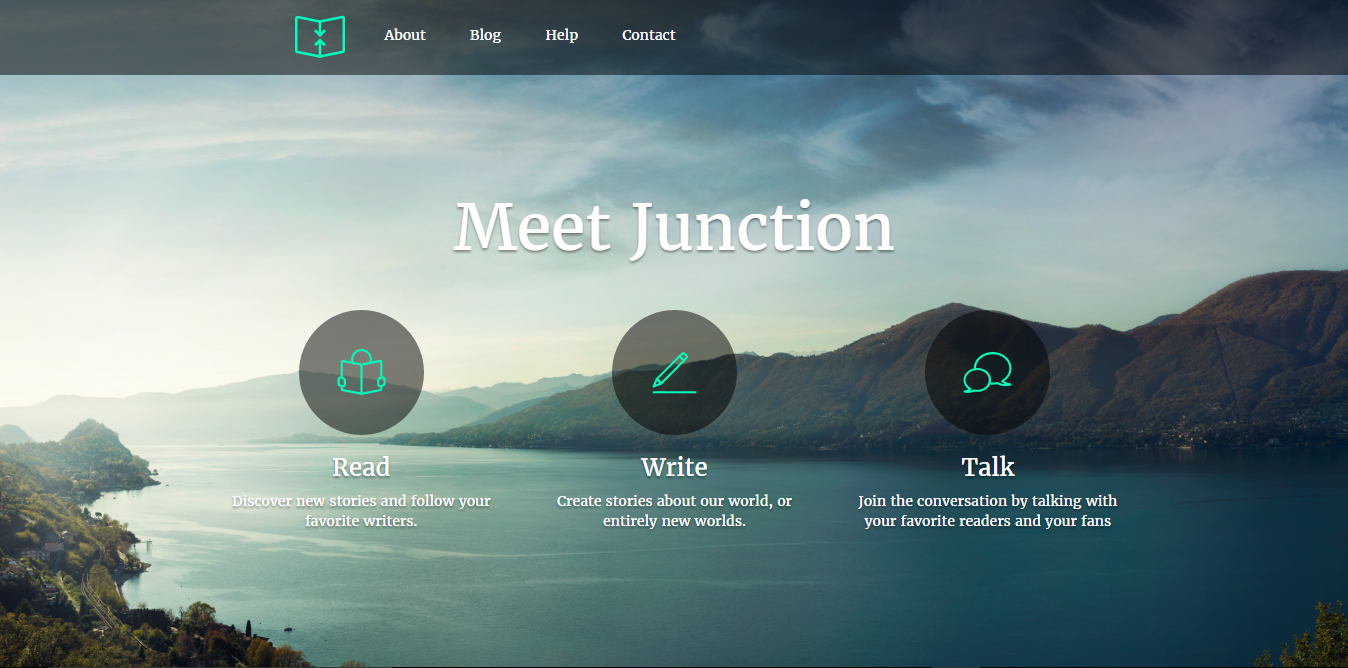 About Blog Help Contact
Meet Junction
Read
Discover new stories and follow your
favorite writers.
Write
Create stories about our world, or
entirely new worlds.
Talk
Join the conversation by talking with
your favorite readers and your fans